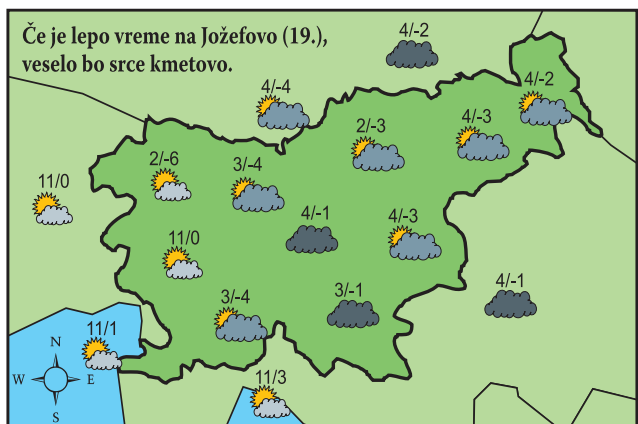 Če je lepo vreme na Jožefovo (19.),
veselo bo srce kmetovo.
4/-2
4/-4
4/-2
2/-3
4/-3
2/-6
3/-4
11/0
4/-1
4/-3
11/0
3/-4
3/-1
4/-1
11/1
N
W
E
S
11/3